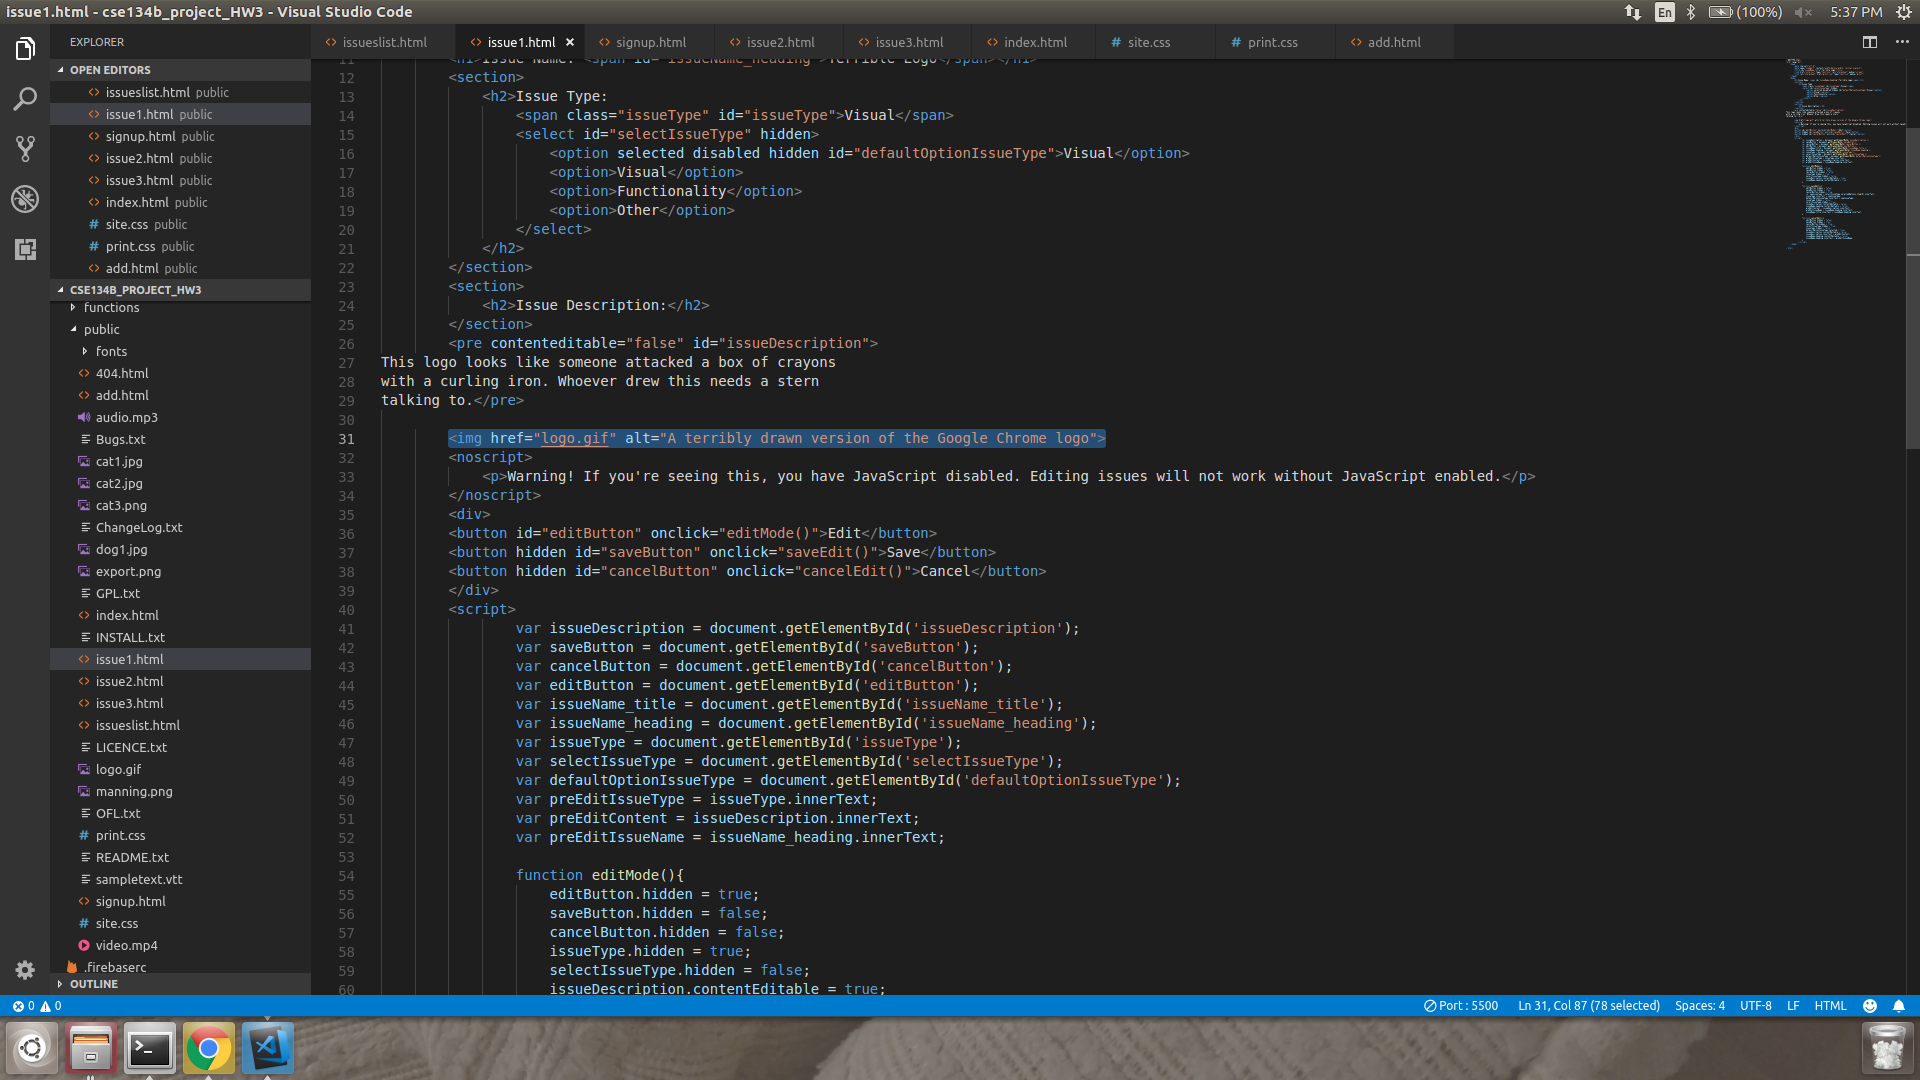 issue1.html - cse134b_project_HW3 - Visual Studio Code
En
(100%)
5:37 PM
EXPLORER
issueslist.html
issue1.html
signup.html
issue2.html
issue3.html
index.html
# site.css
# print.css
add.html
OPEN EDITORS
issueslist.html public
issue1.html public
signup.html public
issue2.html public
issue3.html public
index.html public
# site.css public
# print.css public
add.html public
CSE134B_PROJECT_HW3
functions
public
fonts
404.html
add.html
audio.mp3
Bugs.txt
cat1.jpg
cat2.jpg
cat3.png
ChangeLog.txt
dog1.jpg
export.png
GPL.txt
index.html
INSTALL.txt
issue1.html
issue2.html
issue3.html
issueslist.html
LICENCE.txt
logo.gif
manning.png
OFL.txt
# print.css
README.txt
sampletext.vtt
signup.html
# site.css
video.mp4
.firebaserc
OUTLINE
11 <h1>Issue Name: <span id="issueName_heading">Terrible Logo</span></h1>
12 <section>
13 <h2>Issue Type:
14 <span class="issueType" id="issueType">Visual</span>
15 <select id="selectIssueType" hidden>
16 <option selected disabled hidden id="defaultOptionIssueType">Visual</option>
17 <option>Visual</option>
18 <option>Functionality</option>
19 <option>Other</option>
20 </select>
21 </h2>
22 </section>
23 <section>
24 <h2>Issue Description:</h2>
25 </section>
26 <pre contenteditable="false" id="issueDescription">
27 This logo looks like someone attacked a box of crayons
28 with a curling iron. Whoever drew this needs a stern
29 talking to.</pre>
30
31 <img href="logo.gif" alt="A terribly drawn version of the Google Chrome logo">
32 <noscript>
33 <p>Warning! If you're seeing this, you have JavaScript disabled. Editing issues will not work without JavaScript enabled.</p>
34 </noscript>
35 <div>
36 <button id="editButton" onclick="editMode()">Edit</button>
37 <button hidden id="saveButton" onclick="saveEdit()">Save</button>
38 <button hidden id="cancelButton" onclick="cancelEdit()">Cancel</button>
39 </div>
40 <script>
41 var issueDescription = document.getElementById('issueDescription');
42 var saveButton = document.getElementById('saveButton');
43 var cancelButton = document.getElementById('cancelButton');
44 var editButton = document.getElementById('editButton');
45 var issueName_title = document.getElementById('issueName_title');
46 var issueName_heading = document.getElementById('issueName_heading');
47 var issueType = document.getElementById('issueType');
48 var selectIssueType = document.getElementById('selectIssueType');
49 var defaultOptionIssueType = document.getElementById('defaultOptionIssueType');
50 var preEditIssueType = issueType.innerText;
51 var preEditContent = issueDescription.innerText;
52 var preEditIssueName = issueName_heading.innerText;
53
54 function editMode(){
55 editButton.hidden = true;
56 saveButton.hidden = false;
57 cancelButton.hidden = false;
58 issueType.hidden = true;
59 selectIssueType.hidden = false;
60 issueDescription.contentEditable = true;
0 0
Port : 5500
Ln 31, Col 87 (78 selected)
Spaces: 4
UTF-8
LF
HTML